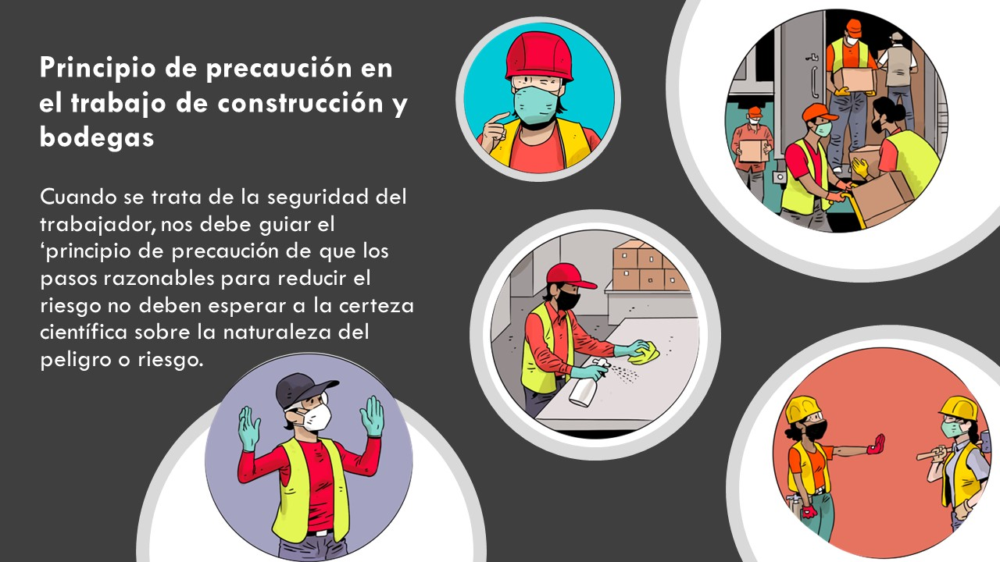 Principio de precaución en
el trabajo de construcción y
bodegas
Cuando se trata de la seguridad del
trabajador, nos debe guiar el
‘principio de precaución de que los
pasos razonables para reducir el
riesgo no deben esperar a la certeza
científica sobre la naturaleza del
peligro o riesgo.